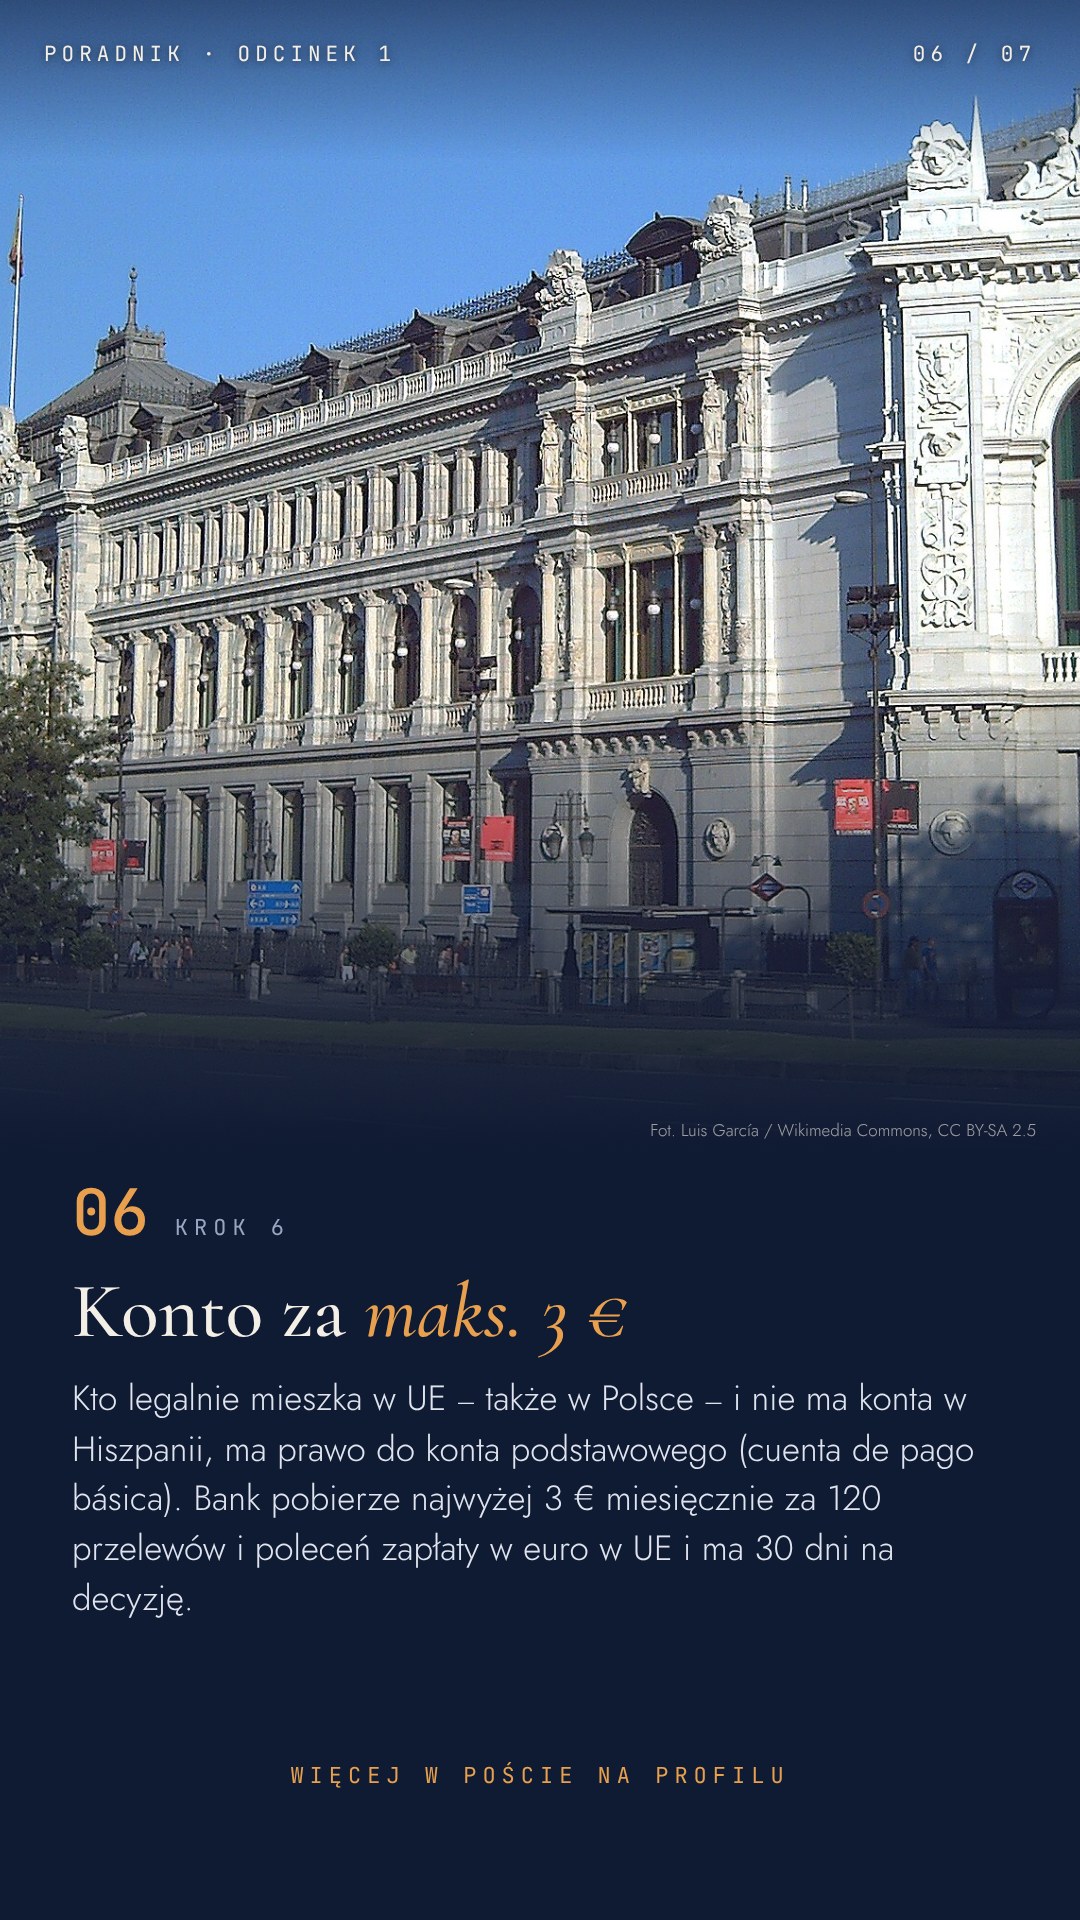 PORADNIK · ODCINEK 1
06 / 07
Fot. Luis García / Wikimedia Commons, CC BY-SA 2.5
06 KROK 6
Konto za maks. 3 €
Kto legalnie mieszka w UE – także w Polsce – i nie ma konta w
Hiszpanii, ma prawo do konta podstawowego (cuenta de pago
básica). Bank pobierze najwyżej 3 € miesięcznie za 120
przelewów i poleceń zapłaty w euro w UE i ma 30 dni na
decyzję.
WIĘCEJ W POŚCIE NA PROFILU